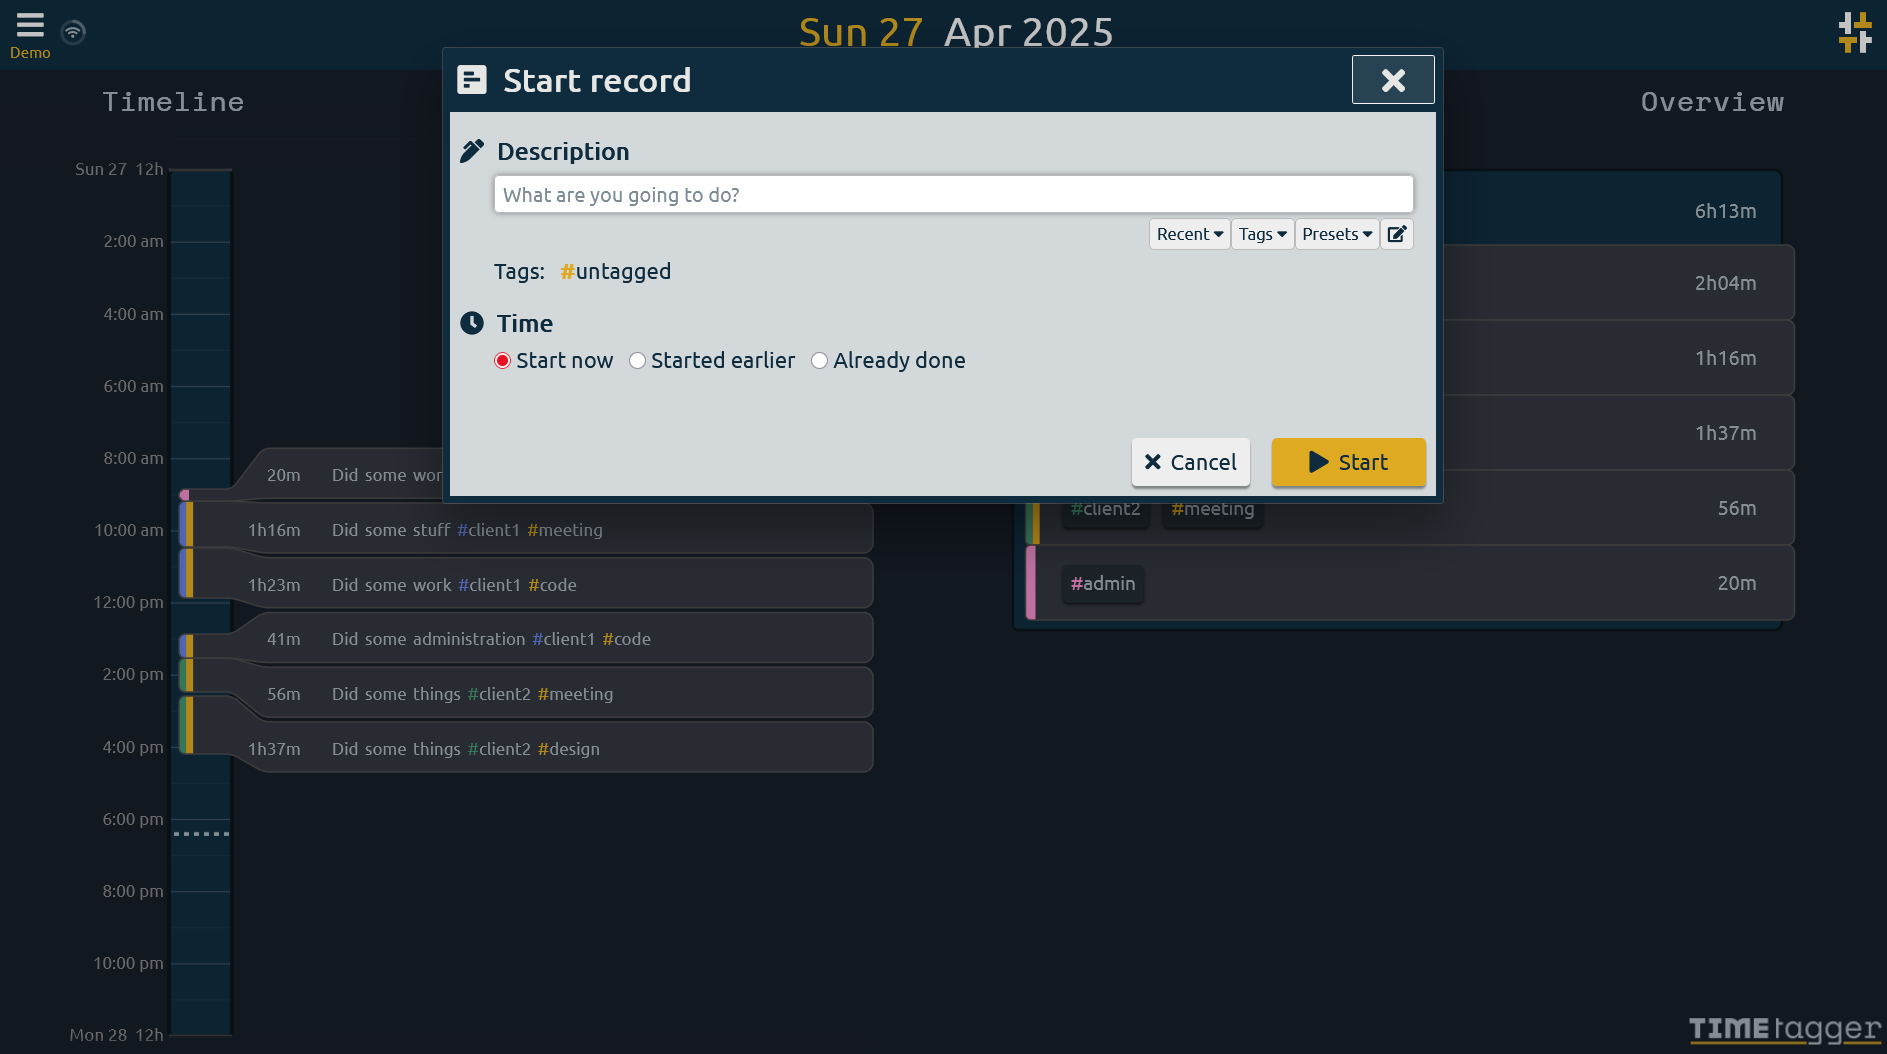 Demo
Sun 27 Apr 2025
Start record
Timeline
Overview
Description
What are you going to do?
Recent
Tags
Presets
Tags: #untagged
Time
Start now
Started earlier
Already done
Cancel
Start
Sun 27 12h
2:00 am
4:00 am
6:00 am
8:00 am
10:00 am
12:00 pm
2:00 pm
4:00 pm
6:00 pm
8:00 pm
10:00 pm
Mon 28 12h
20m Did some wor
1h16m Did some stuff #client1 #meeting
1h23m Did some work #client1 #code
41m Did some administration #client1 #code
56m Did some things #client2 #meeting
1h37m Did some things #client2 #design
6h13m
2h04m
1h16m
1h37m
#client2 #meeting 56m
#admin 20m
TIMEtagger